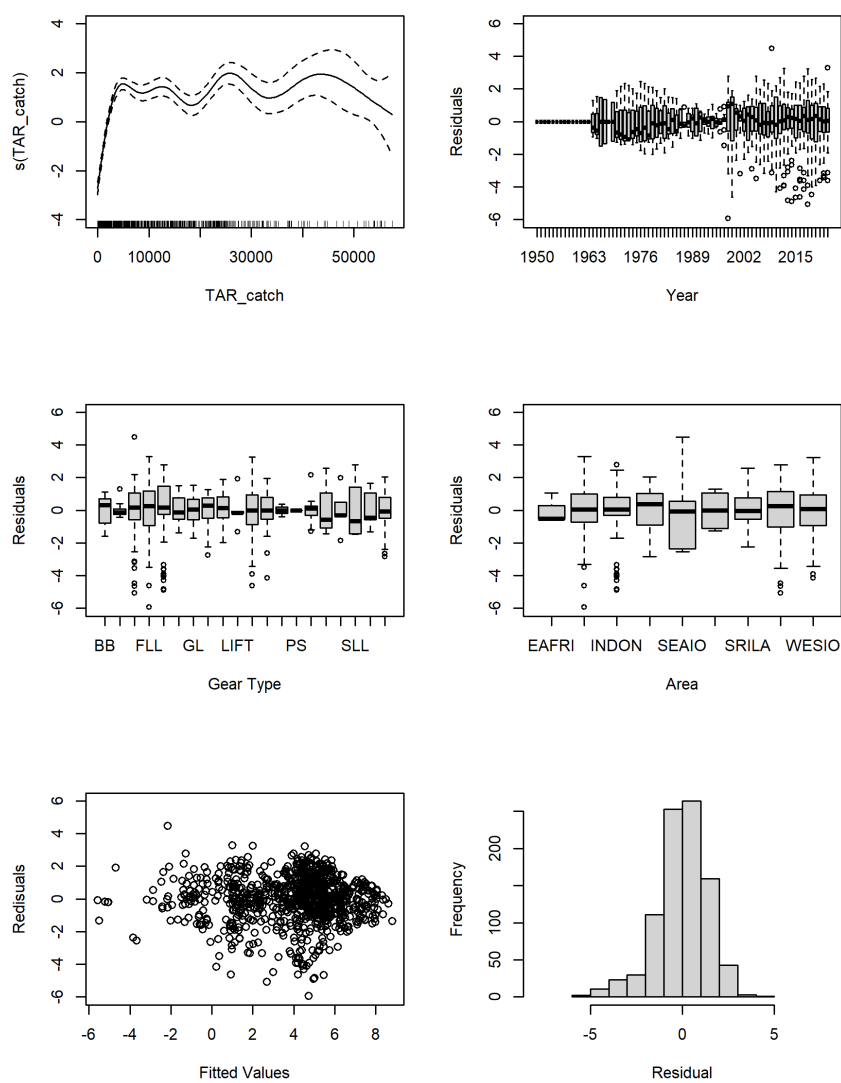 s(TAR_catch)
4
2
0
-2
-4
0 10000 30000 50000
TAR_catch
Residuals
6
4
2
0
-2
-4
-6
1950 1963 1976 1989 2002 2015
Year
Residuals
6
4
2
0
-2
-4
-6
BB FLL GL LIFT PS SLL
Gear Type
Residuals
6
4
2
0
-2
-4
-6
EAFRI INDON SEAIO SRILA WESIO
Area
Redisuals
6
4
2
0
-2
-4
-6
-6 -4 -2 0 2 4 6 8
Fitted Values
Frequency
200
100
50
0
-5 0 5
Residual